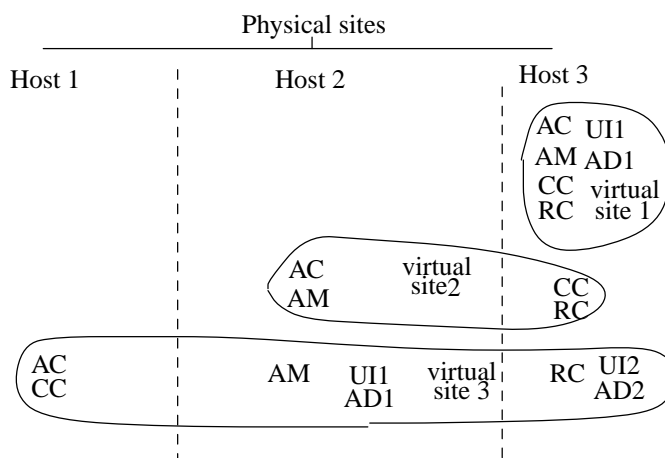 Physical sites
Host 1
Host 2
Host 3
AC UI1
AM AD1
CC virtual
RC site 1
AC virtual CC
AM site2 RC
AC AM UI1 virtual RC UI2
CC AD1 site 3 AD2